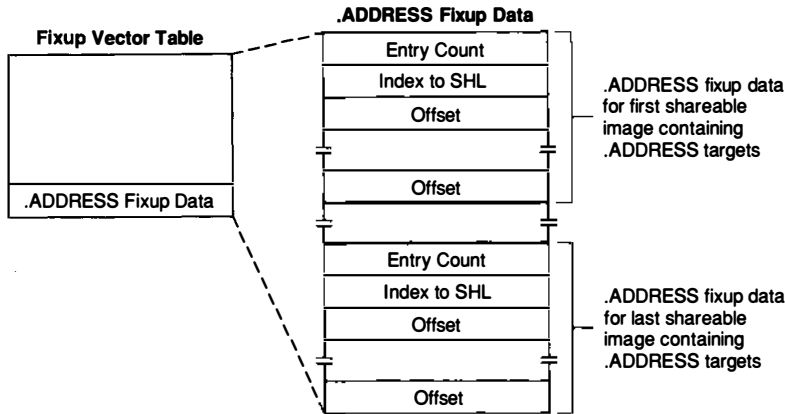 .ADDRESS Fixup Data
Fixup Vector Table
.ADDRESS Fixup Data
Entry Count
Index to SHL
Offset
Offset
.ADDRESS fixup data
for first shareable
image containing
.ADDRESS targets
Entry Count
Index to SHL
Offset
Offset
.ADDRESS fixup data
for last shareable
image containing
.ADDRESS targets